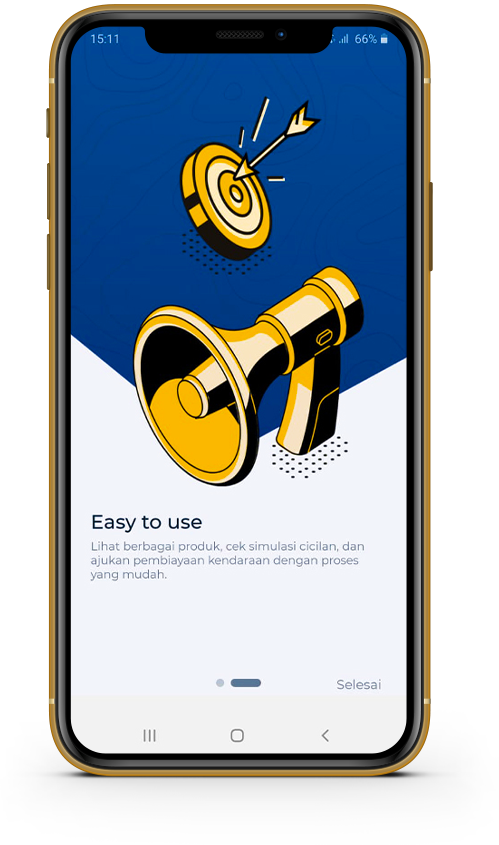 15:11
66%
Easy to use
Lihat berbagai produk, cek simulasi cicilan, dan
ajukan pembiayaan kendaraan dengan proses
yang mudah.
Selesai